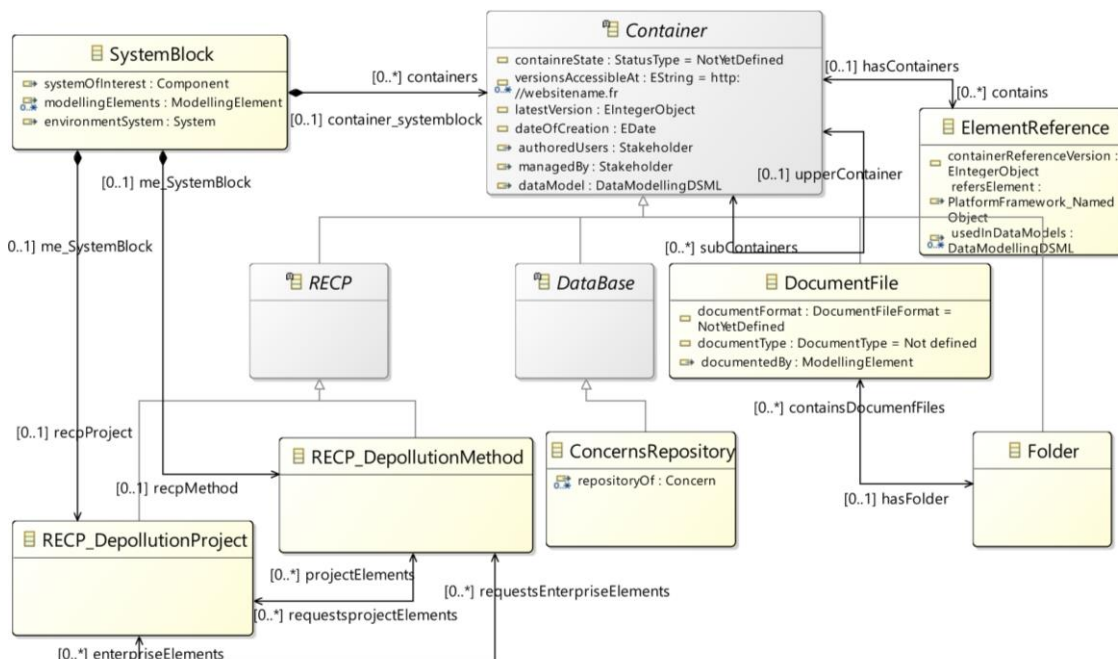 SystemBlock
systemOfInterest : Component
modellingElements : ModellingElement
environmentSystem : System
[0..*] containers
[0..1] container_systemblock
Container
containreState : StatusType = NotYetDefined
versionsAccessibleAt : EString = http:
//websitename.fr
latestVersion : EIntegerObject
dateOfCreation : EDate
authoredUsers : Stakeholder
managedBy : Stakeholder
dataModel : DataModellingDSML
[0..1] hasContainers
[0..*] contains
ElementReference
containerReferenceVersion :
EIntegerObject
refersElement :
PlatformFramework_Named
Object
usedInDataModels :
DataModellingDSML
[0..1] me_SystemBlock
0..1] me_SystemBlock
[0..1] upperContainer
[0..*] subContainers
RECP
DataBase
DocumentFile
documentFormat : DocumentFileFormat =
NotYetDefined
documentType : DocumentType = Not defined
documentedBy : ModellingElement
[0..*] containsDocumenfFiles
[0..1] recpProject
RECP_DepollutionMethod
[0..1] recpMethod
ConcernsRepository
repositoryOf : Concern
Folder
[0..1] hasFolder
RECP_DepollutionProject
[0..*] projectElements
[0..*] requestsEnterpriseElements
[0..*] requestsprojectElements
[0..*] enterpriseElements